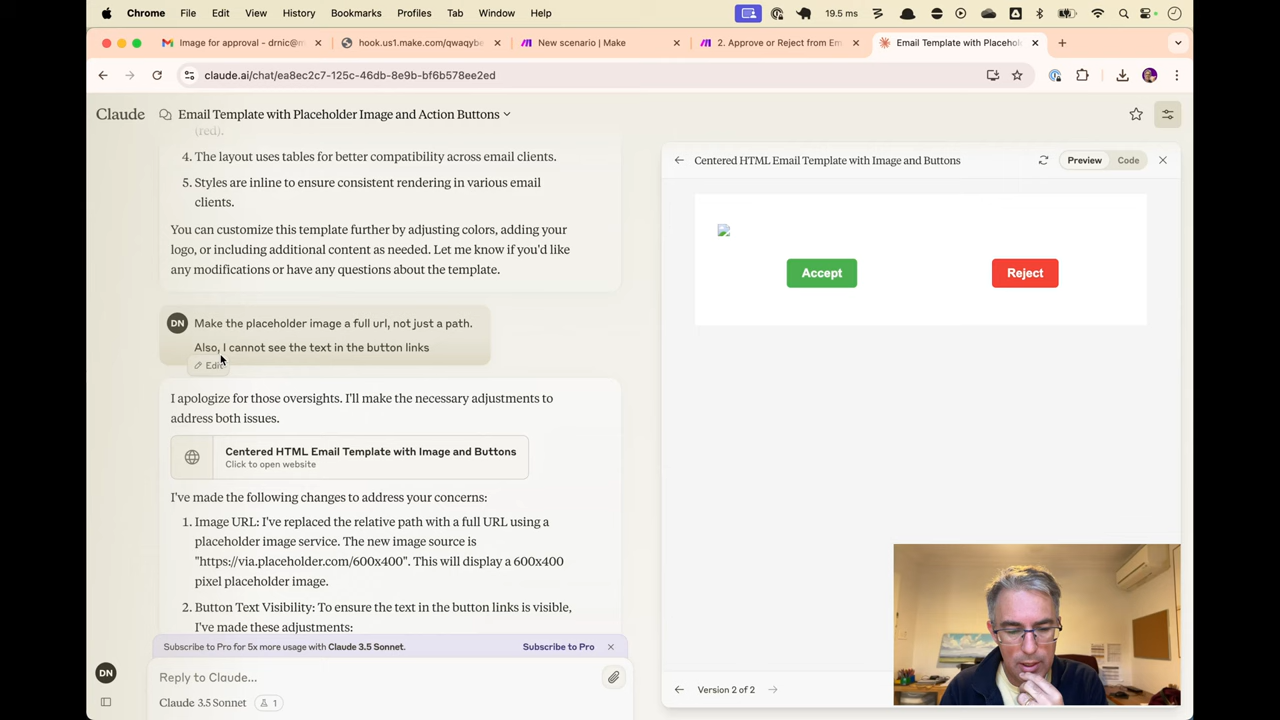 Chrome File Edit View History Bookmarks Profiles Tab Window Help 19.5 ms
Image for approval - drnic@m
hook.us1.make.com/qwaqybe
New scenario | Make
2. Approve or Reject from Em
Email Template with Placehol
claude.ai/chat/ea8ec2c7-125c-46db-8e9b-bf6b578ee2ed
Claude
Email Template with Placeholder Image and Action Buttons
(red).
4. The layout uses tables for better compatibility across email clients.
5. Styles are inline to ensure consistent rendering in various email
clients.
You can customize this template further by adjusting colors, adding your
logo, or including additional content as needed. Let me know if you'd like
any modifications or have any questions about the template.
DN
Make the placeholder image a full url, not just a path.
Also, I cannot see the text in the button links
Edit
I apologize for those oversights. I'll make the necessary adjustments to
address both issues.
Centered HTML Email Template with Image and Buttons
Click to open website
I've made the following changes to address your concerns:
1. Image URL: I've replaced the relative path with a full URL using a
placeholder image service. The new image source is
"https://via.placeholder.com/600x400". This will display a 600x400
pixel placeholder image.
2. Button Text Visibility: To ensure the text in the button links is visible,
I've made these adjustments:
Subscribe to Pro for 5x more usage with Claude 3.5 Sonnet. Subscribe to Pro
DN
Reply to Claude...
Claude 3.5 Sonnet 1
Centered HTML Email Template with Image and Buttons
Preview Code
Accept Reject
Version 2 of 2